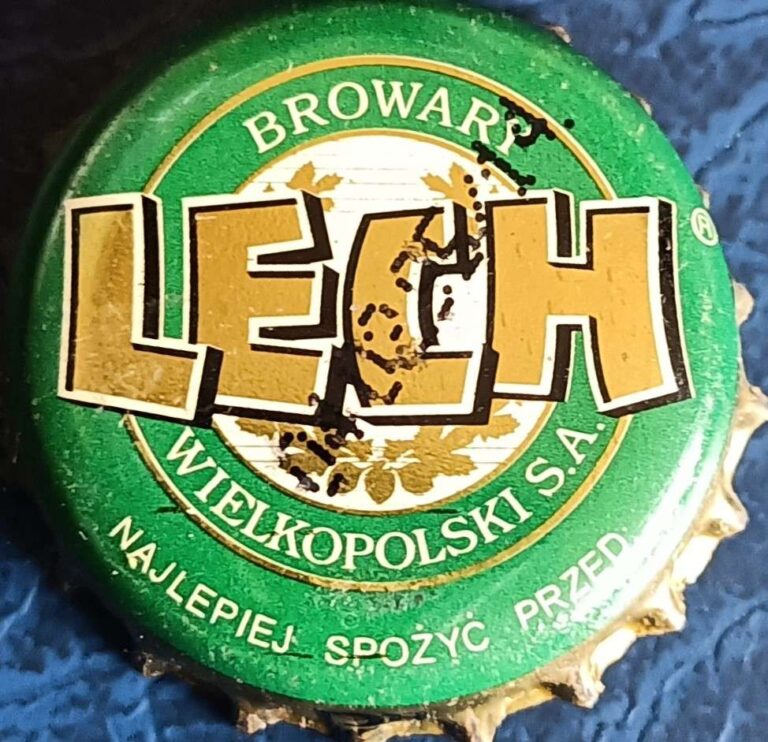 BROWARY
LECH ®
WIELKOPOLSKI S.A.
NAJLEPIEJ SPOŻYĆ PRZED